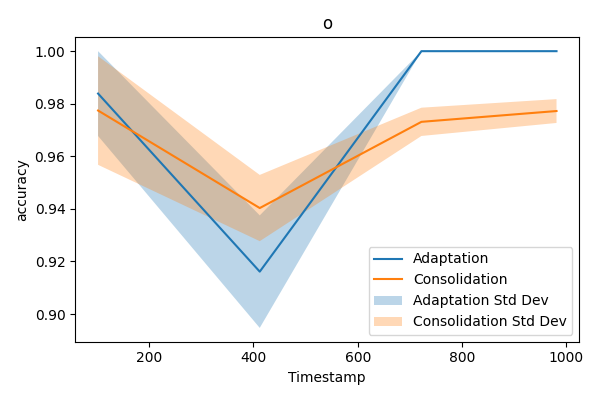 o
accuracy
1.00
0.98
0.96
0.94
0.92
0.90
200
400
600
800
1000
Timestamp
Adaptation
Consolidation
Adaptation Std Dev
Consolidation Std Dev